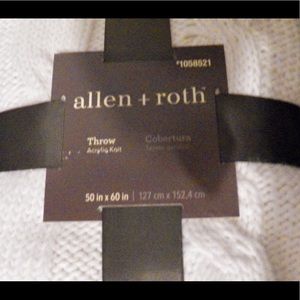 #1058521
allen + roth
Throw Cobertura
Acrylic Knit
50 in x 60 in | 127 cm x 152,4 cm